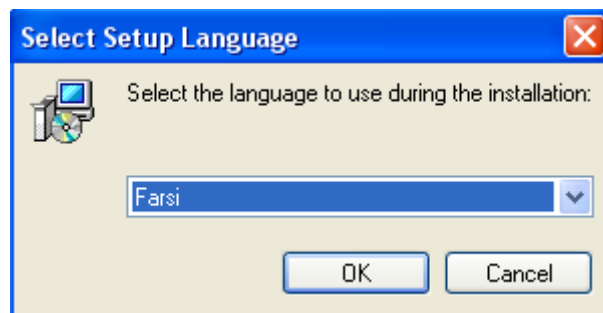 Select Setup Language
Select the language to use during the installation:
Farsi
OK
Cancel